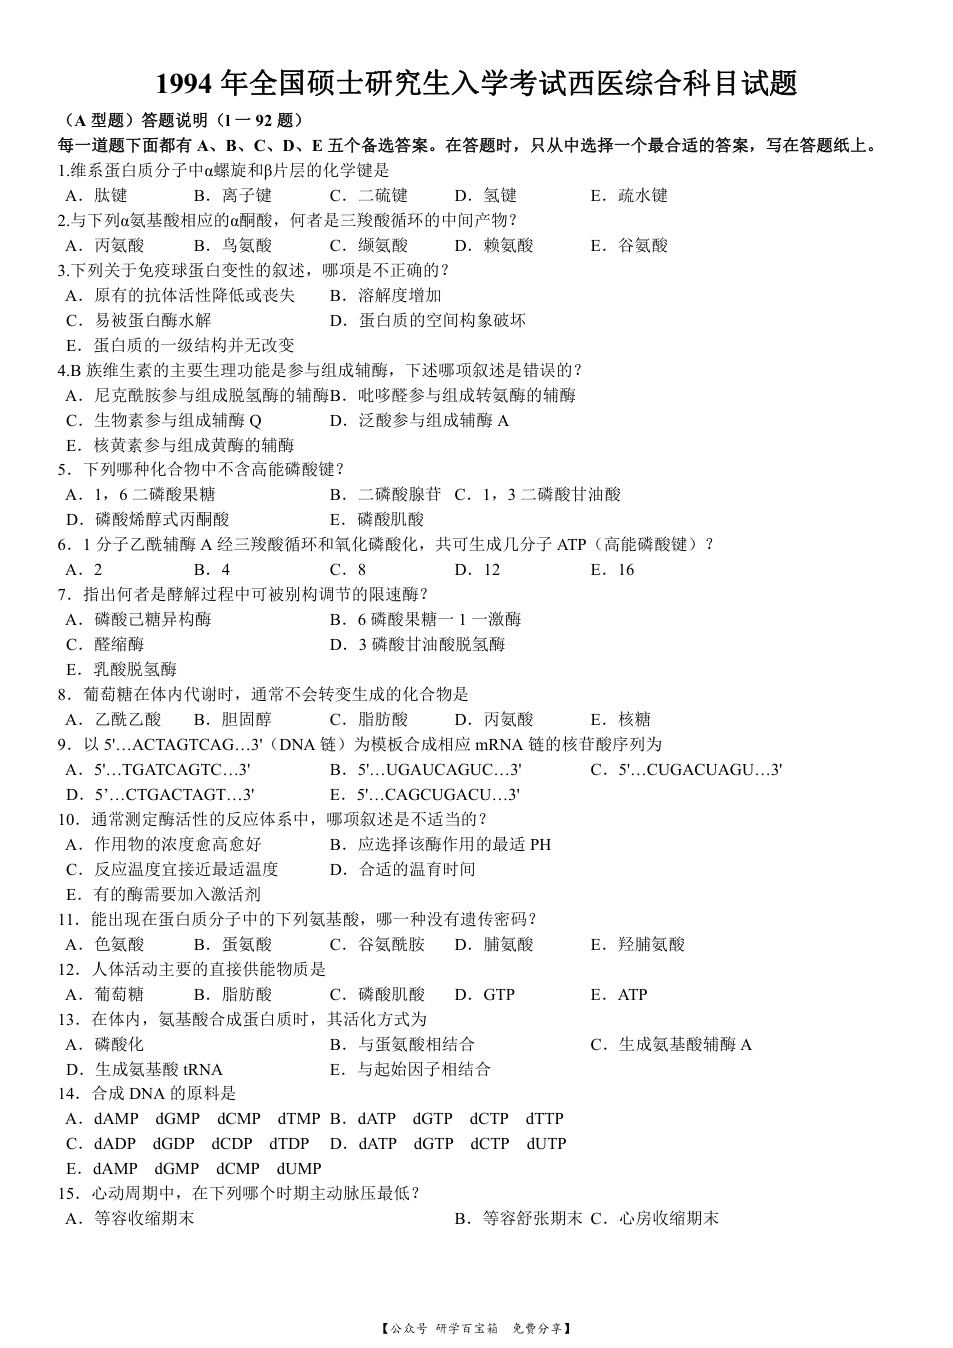 1994 年全国硕士研究生入学考试西医综合科目试题
（A 型题）答题说明（l 一 92 题）
每一道题下面都有 A、B、C、D、E 五个备选答案。在答题时，只从中选择一个最合适的答案，写在答题纸上。
1.维系蛋白质分子中α螺旋和β片层的化学键是
A．肽键 B．离子键 C．二硫键 D．氢键 E．疏水键
2.与下列α氨基酸相应的α酮酸，何者是三羧酸循环的中间产物？
A．丙氨酸 B．鸟氨酸 C．缬氨酸 D．赖氨酸 E．谷氨酸
3.下列关于免疫球蛋白变性的叙述，哪项是不正确的？
A．原有的抗体活性降低或丧失 B．溶解度增加
C．易被蛋白酶水解 D．蛋白质的空间构象破坏
E．蛋白质的一级结构并无改变
4.B 族维生素的主要生理功能是参与组成辅酶，下述哪项叙述是错误的？
A．尼克酰胺参与组成脱氢酶的辅酶B．吡哆醛参与组成转氨酶的辅酶
C．生物素参与组成辅酶 Q D．泛酸参与组成辅酶 A
E．核黄素参与组成黄酶的辅酶
5．下列哪种化合物中不含高能磷酸键？
A．1，6 二磷酸果糖 B．二磷酸腺苷 C．1，3 二磷酸甘油酸
D．磷酸烯醇式丙酮酸 E．磷酸肌酸
6．1 分子乙酰辅酶 A 经三羧酸循环和氧化磷酸化，共可生成几分子 ATP（高能磷酸键）？
A．2 B．4 C．8 D．12 E．16
7．指出何者是酵解过程中可被别构调节的限速酶？
A．磷酸己糖异构酶 B．6 磷酸果糖一 1 一激酶
C．醛缩酶 D．3 磷酸甘油酸脱氢酶
E．乳酸脱氢酶
8．葡萄糖在体内代谢时，通常不会转变生成的化合物是
A．乙酰乙酸 B．胆固醇 C．脂肪酸 D．丙氨酸 E．核糖
9．以 5'…ACTAGTCAG…3'（DNA 链）为模板合成相应 mRNA 链的核苷酸序列为
A．5'…TGATCAGTC…3' B．5'…UGAUCAGUC…3' C．5'…CUGACUAGU…3'
D．5’…CTGACTAGT…3' E．5'…CAGCUGACU…3'
10．通常测定酶活性的反应体系中，哪项叙述是不适当的？
A．作用物的浓度愈高愈好 B．应选择该酶作用的最适 PH
C．反应温度宜接近最适温度 D．合适的温育时间
E．有的酶需要加入激活剂
11．能出现在蛋白质分子中的下列氨基酸，哪一种没有遗传密码？
A．色氨酸 B．蛋氨酸 C．谷氨酰胺 D．脯氨酸 E．羟脯氨酸
12．人体活动主要的直接供能物质是
A．葡萄糖 B．脂肪酸 C．磷酸肌酸 D．GTP E．ATP
13．在体内，氨基酸合成蛋白质时，其活化方式为
A．磷酸化 B．与蛋氨酸相结合 C．生成氨基酸辅酶 A
D．生成氨基酸 tRNA E．与起始因子相结合
14．合成 DNA 的原料是
A．dAMP dGMP dCMP dTMP B．dATP dGTP dCTP dTTP
C．dADP dGDP dCDP dTDP D．dATP dGTP dCTP dUTP
E．dAMP dGMP dCMP dUMP
15．心动周期中，在下列哪个时期主动脉压最低？
A．等容收缩期末 B．等容舒张期末 C．心房收缩期末
【公众号 研学百宝箱 免费分享】